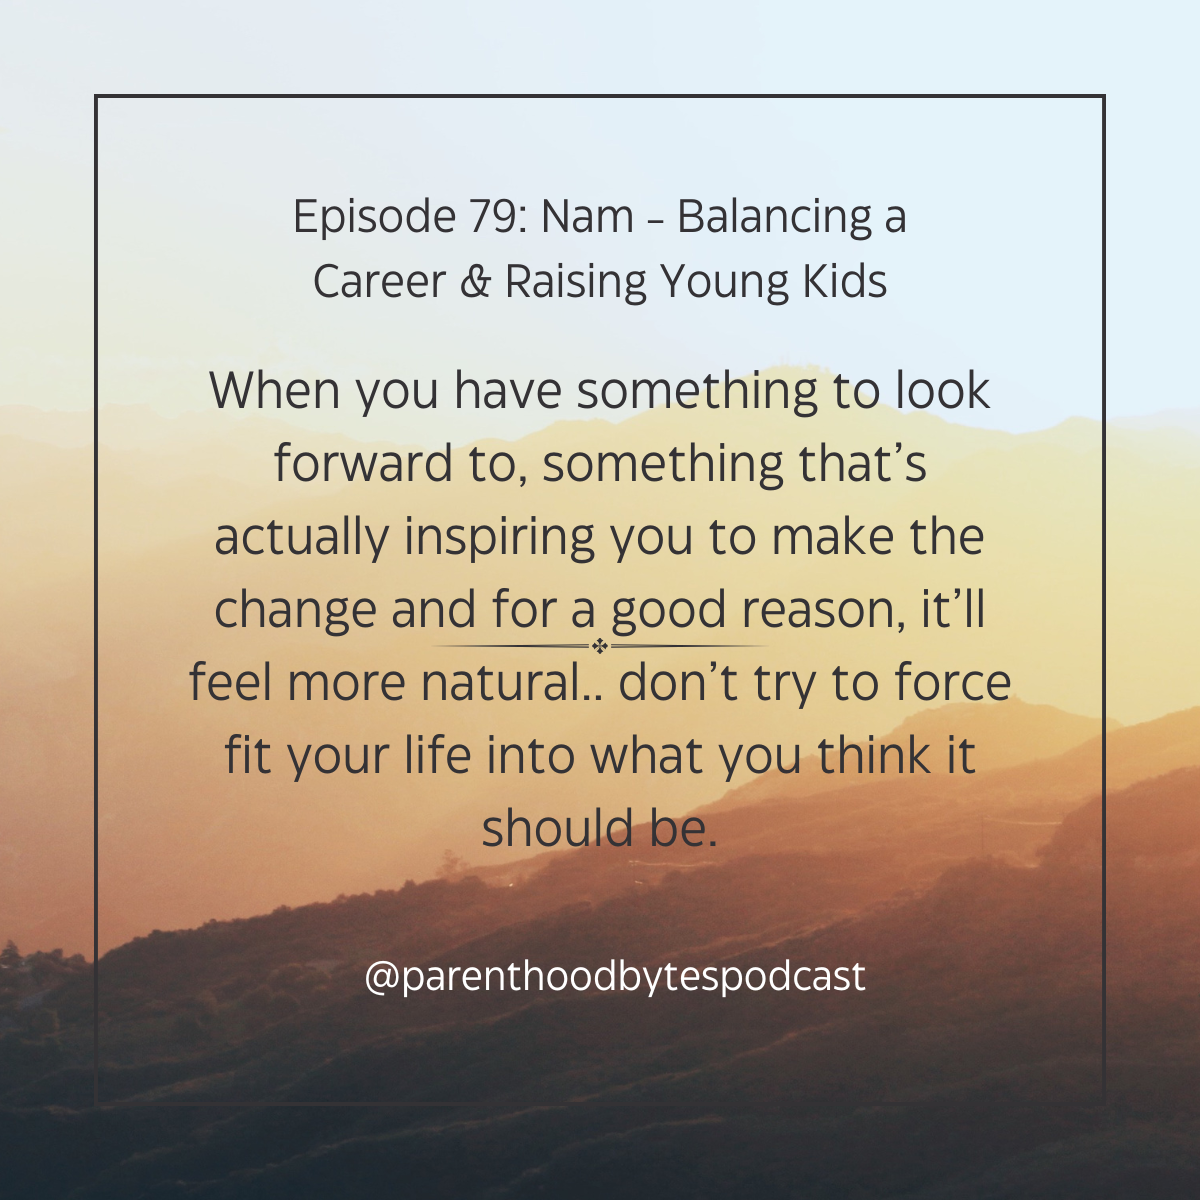 Episode 79: Nam – Balancing a
Career & Raising Young Kids
When you have something to look
forward to, something that’s
actually inspiring you to make the
change and for a good reason, it’ll
feel more natural.. don’t try to force
fit your life into what you think it
should be.
@parenthoodbytespodcast